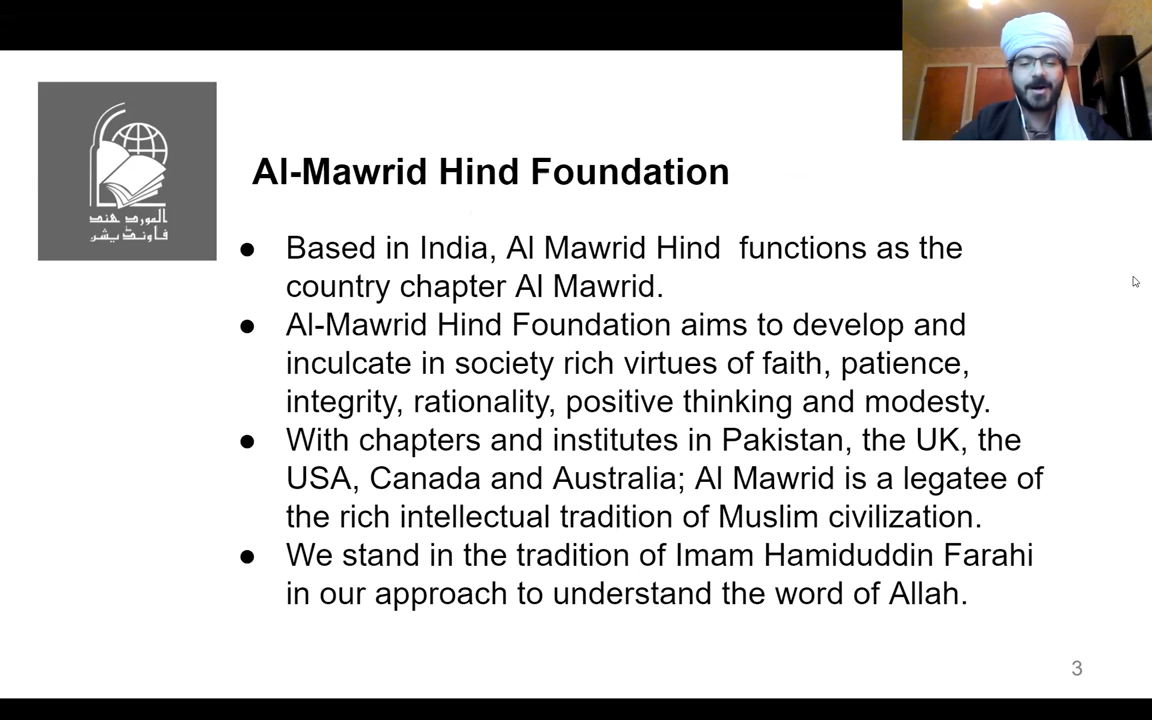 المورد هند
فاونڈیشن
Al-Mawrid Hind Foundation
● Based in India, Al Mawrid Hind  functions as the
country chapter Al Mawrid.
● Al-Mawrid Hind Foundation aims to develop and
inculcate in society rich virtues of faith, patience,
integrity, rationality, positive thinking and modesty.
● With chapters and institutes in Pakistan, the UK, the
USA, Canada and Australia; Al Mawrid is a legatee of
the rich intellectual tradition of Muslim civilization.
● We stand in the tradition of Imam Hamiduddin Farahi
in our approach to understand the word of Allah.
3